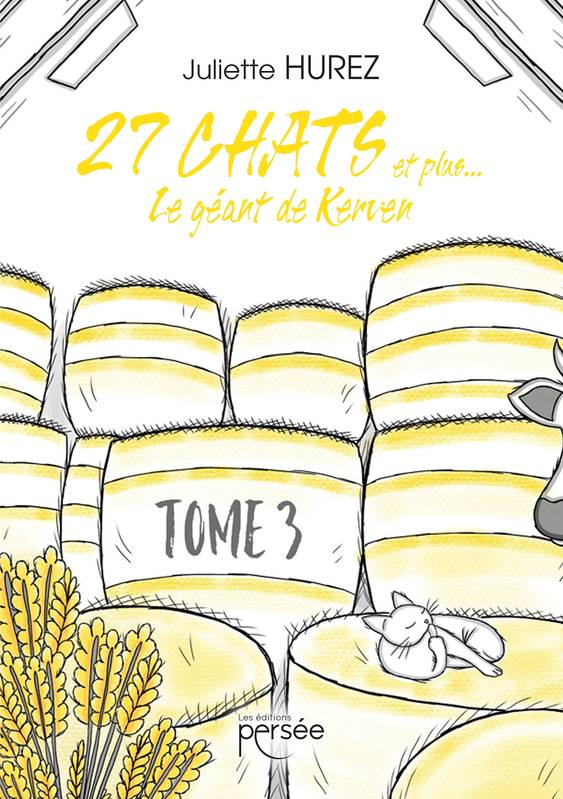 Juliette HUREZ
27 CHATS et plus...
Le géant de Kerven
TOME 3
Les éditions
persée